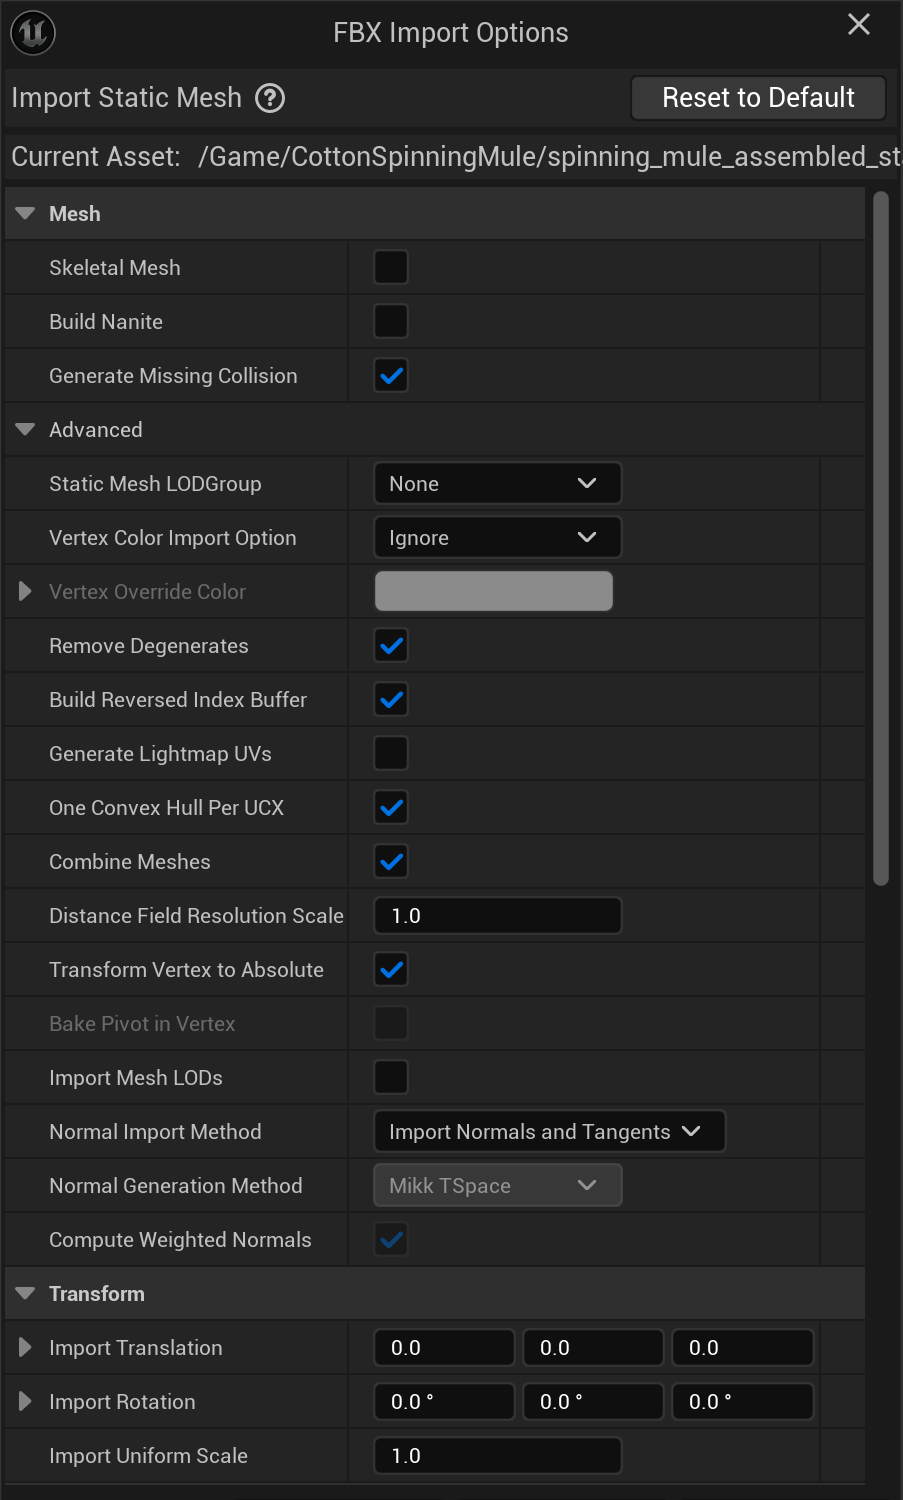 FBX Import Options
Import Static Mesh ?
Reset to Default
Current Asset: /Game/CottonSpinningMule/spinning_mule_assembled_st
Mesh
Skeletal Mesh
Build Nanite
Generate Missing Collision
Advanced
Static Mesh LODGroup None
Vertex Color Import Option Ignore
Vertex Override Color
Remove Degenerates
Build Reversed Index Buffer
Generate Lightmap UVs
One Convex Hull Per UCX
Combine Meshes
Distance Field Resolution Scale 1.0
Transform Vertex to Absolute
Bake Pivot in Vertex
Import Mesh LODs
Normal Import Method Import Normals and Tangents
Normal Generation Method Mikk TSpace
Compute Weighted Normals
Transform
Import Translation 0.0 0.0 0.0
Import Rotation 0.0 ° 0.0 ° 0.0 °
Import Uniform Scale 1.0